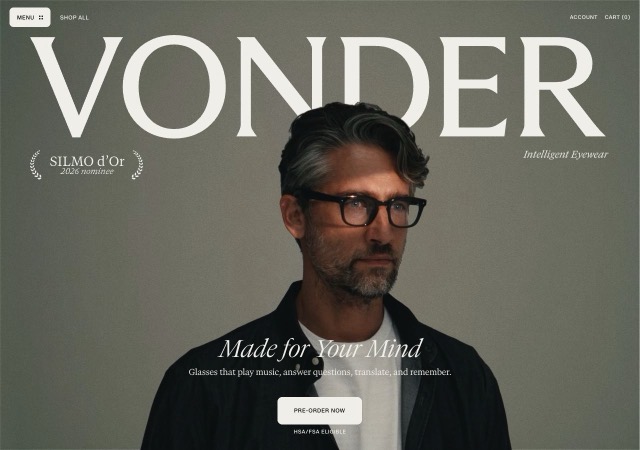 MENU
SHOP ALL
ACCOUNT
CART (0)
VONDER
SILMO d'Or
2026 nominee
Intelligent Eyewear
Made for Your Mind
Glasses that play music, answer questions, translate, and remember.
PRE-ORDER NOW
HSA/FSA ELIGIBLE